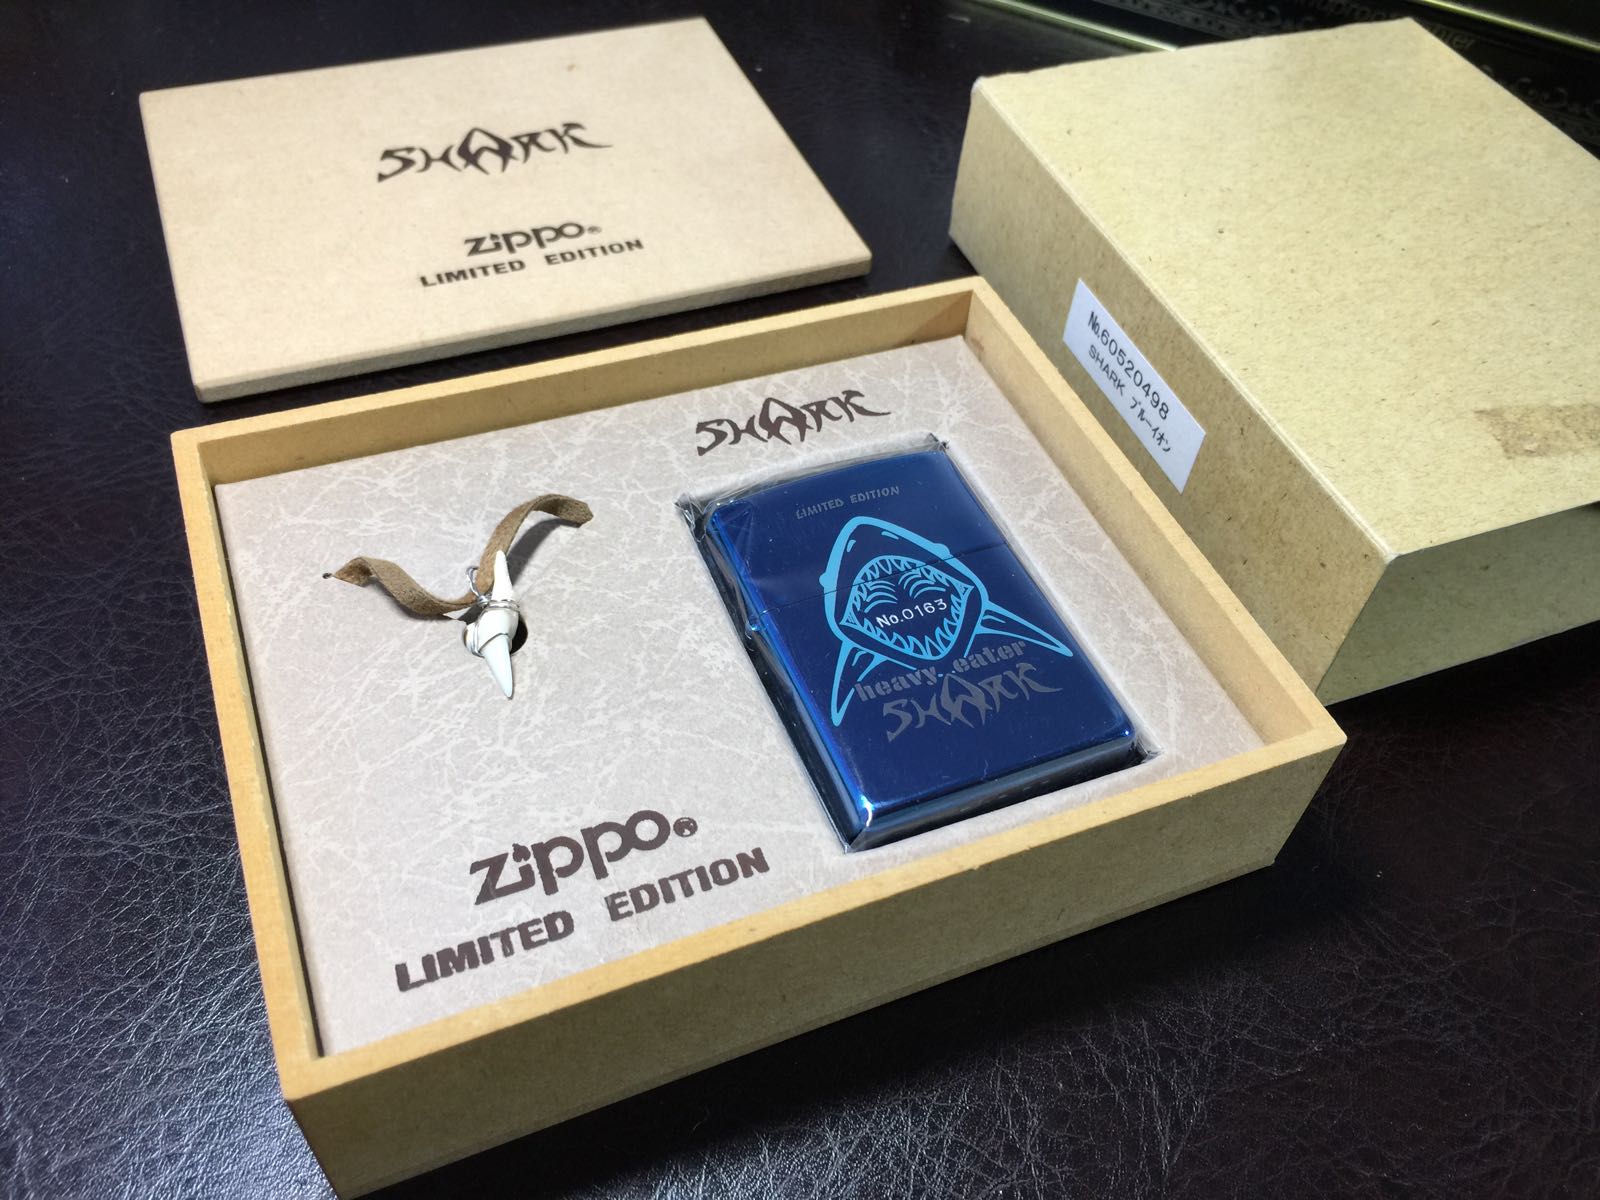 SHARK
zippo®
LIMITED EDITION
No.60520498
SHARK ブルーイオン
SHARK
LIMITED EDITION
No.0163
heavy eater
SHARK
zippo®
LIMITED EDITION